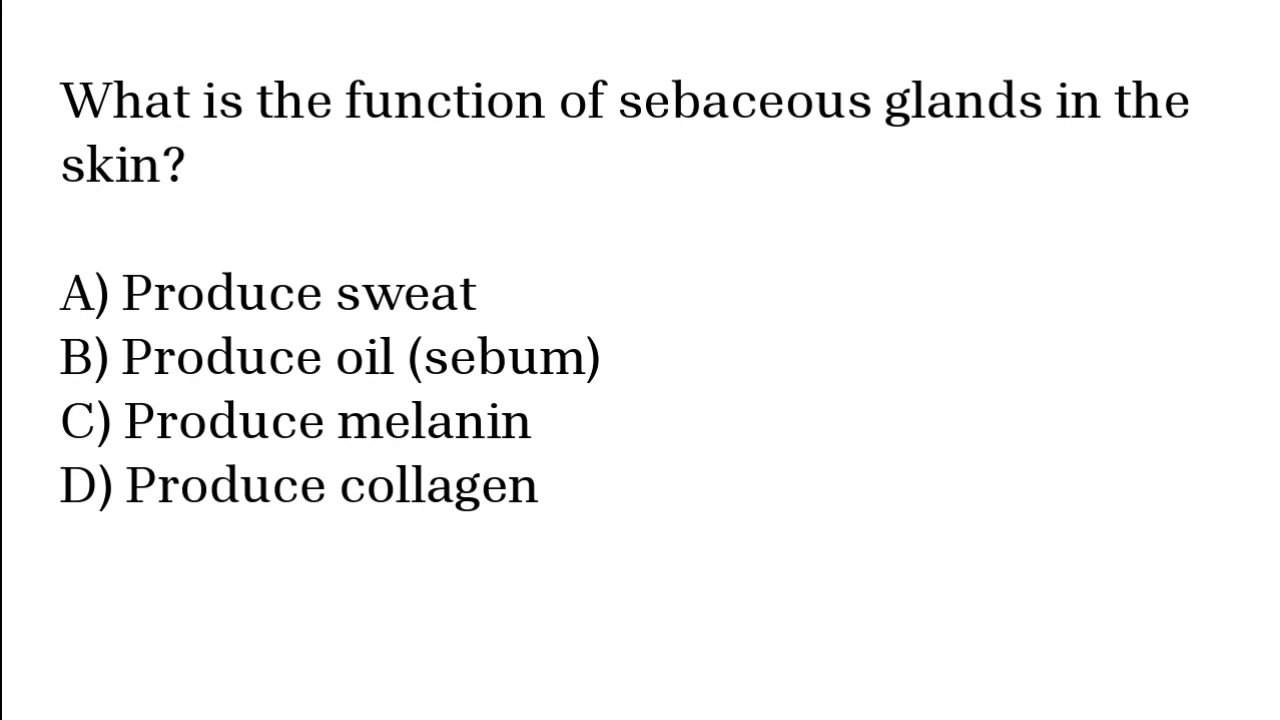 What is the function of sebaceous glands in the
skin?
A) Produce sweat
B) Produce oil (sebum)
C) Produce melanin
D) Produce collagen